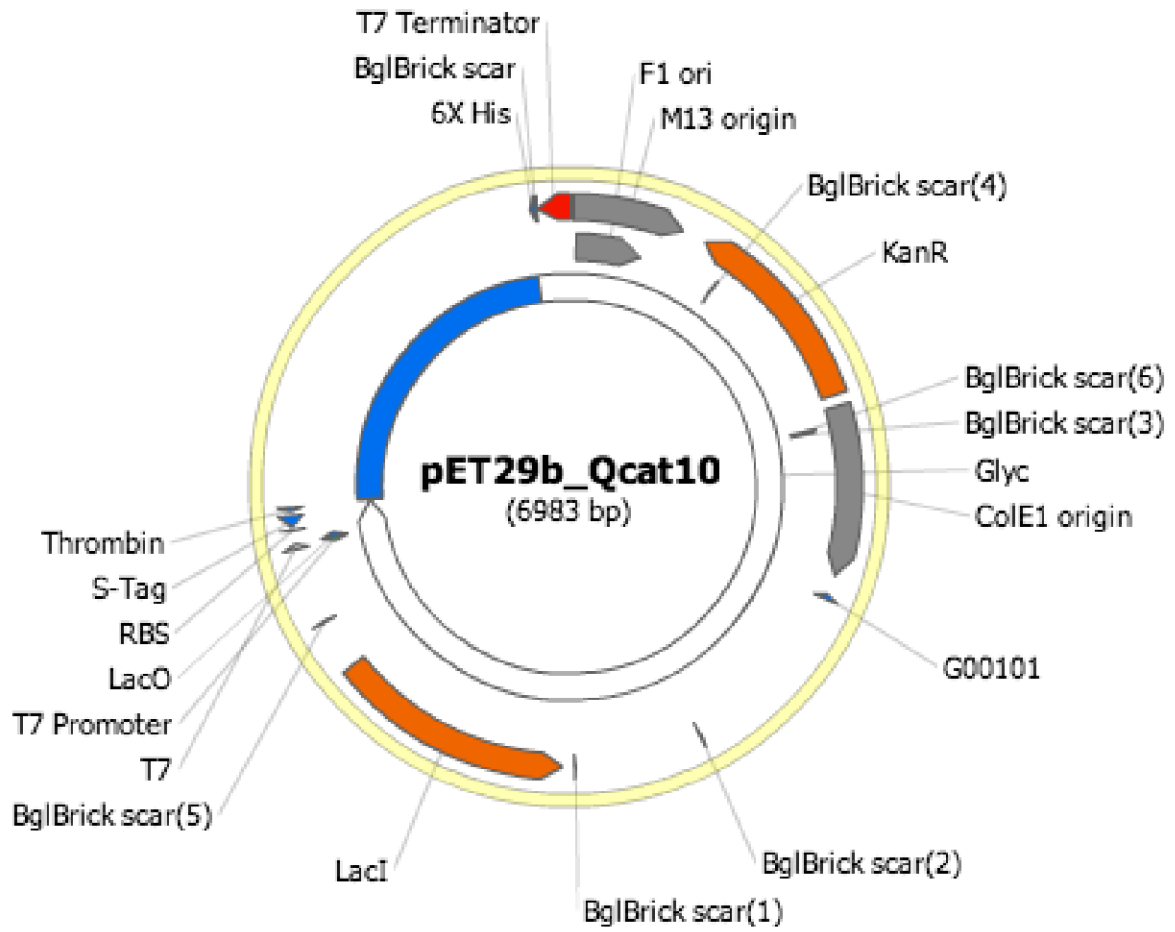 T7 Terminator
BglBrick scar
6X His
F1 ori
M13 origin
BglBrick scar(4)
KanR
BglBrick scar(6)
BglBrick scar(3)
Glyc
ColE1 origin
G00101
BglBrick scar(2)
BglBrick scar(1)
LacI
BglBrick scar(5)
T7
T7 Promoter
LacO
RBS
S-Tag
Thrombin
pET29b_Qcat10
(6983 bp)